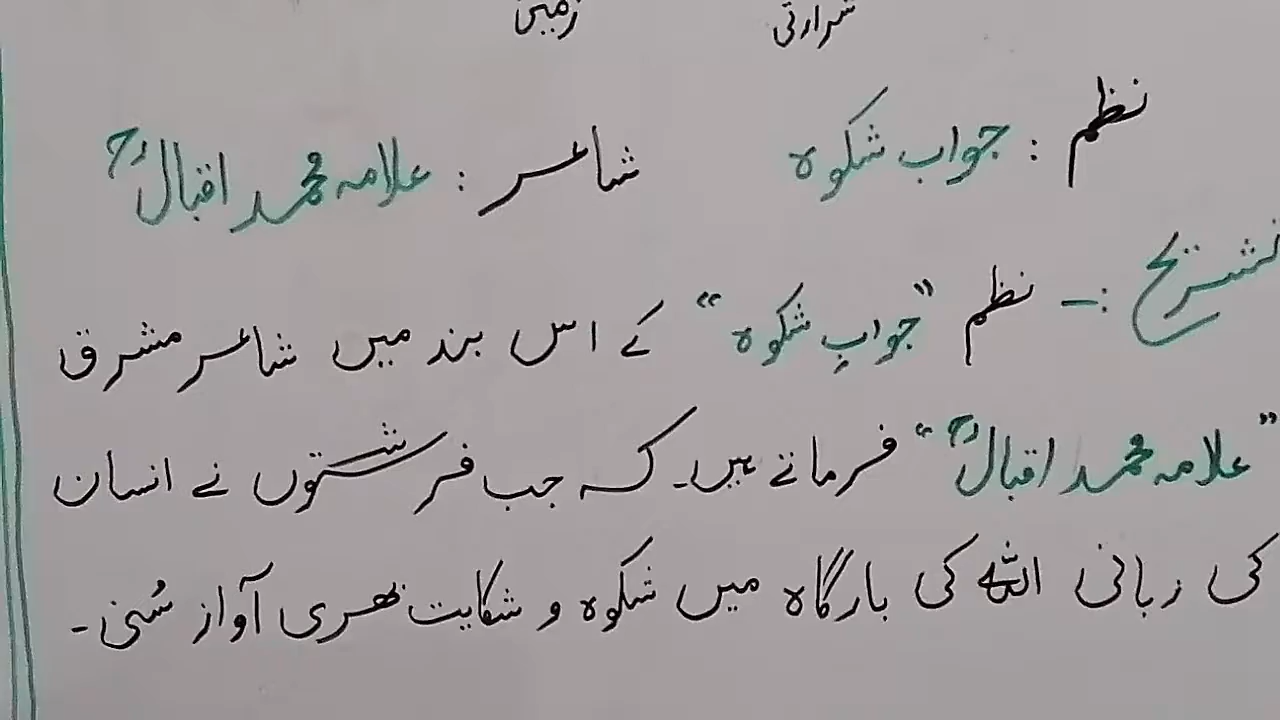 شرارتی زمین
نظم : جواب شکوہ شاعر : علامہ محمد اقبالؒ
تشریح :- نظم "جوابِ شکوہ" کے اس بند میں شاعر مشرق
"علامہ محمد اقبالؒ" فرماتے ہیں۔ کہ جب فرشتوں نے انسان
کی زبانی اللہ کی بارگاہ میں شکوہ و شکایت بھری آواز سُنی۔